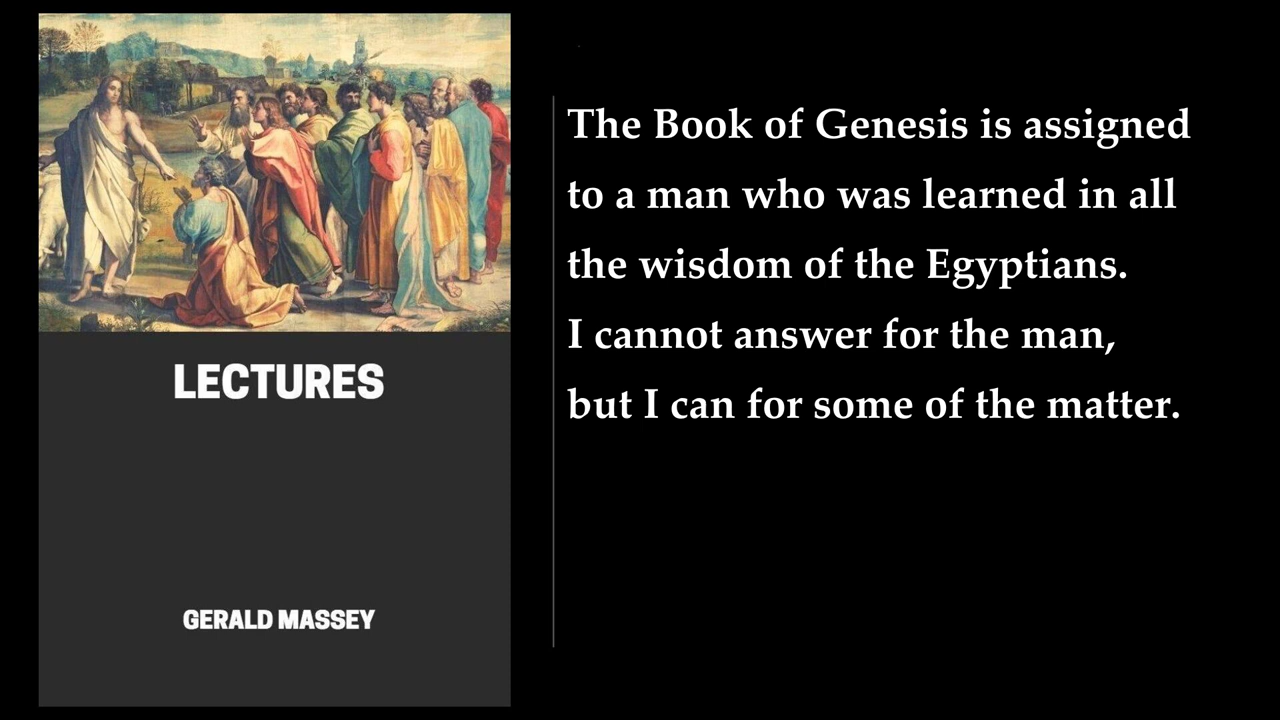 LECTURES
GERALD MASSEY
The Book of Genesis is assigned
to a man who was learned in all
the wisdom of the Egyptians.
I cannot answer for the man,
but I can for some of the matter.